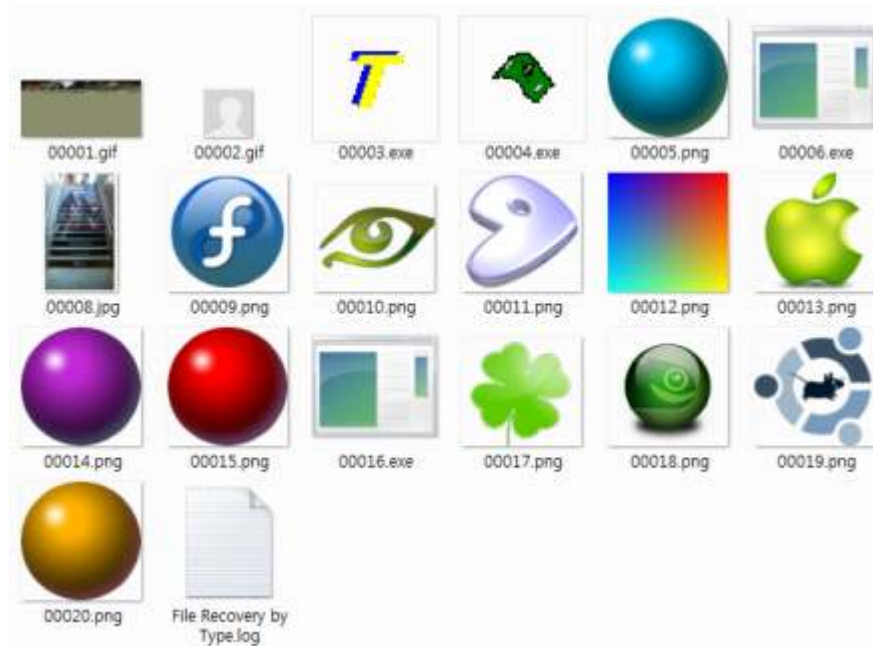 00001.gif
00002.gif
00003.exe
00004.exe
00005.png
00006.exe
00008.jpg
00009.png
00010.png
00011.png
00012.png
00013.png
00014.png
00015.png
00016.exe
00017.png
00018.png
00019.png
00020.png
File Recovery by
Type.log